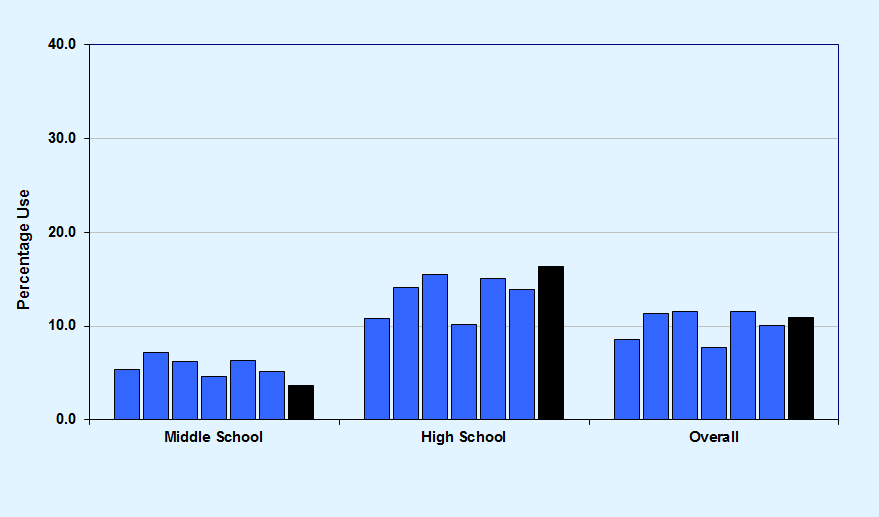 40.0
30.0
20.0
10.0
0.0
Percentage Use
Middle School
High School
Overall